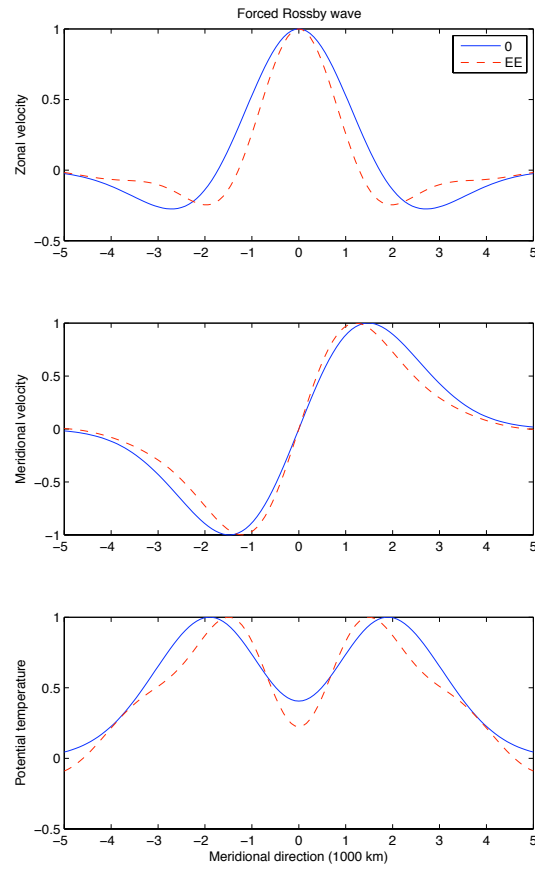 Forced Rossby wave
Zonal velocity
1
0.5
0
−0.5
0
EE
−5 −4 −3 −2 −1 0 1 2 3 4 5
Meridional velocity
1
0.5
0
−0.5
−1
−5 −4 −3 −2 −1 0 1 2 3 4 5
Potential temperature
1
0.5
0
−0.5
−5 −4 −3 −2 −1 0 1 2 3 4 5
Meridional direction (1000 km)